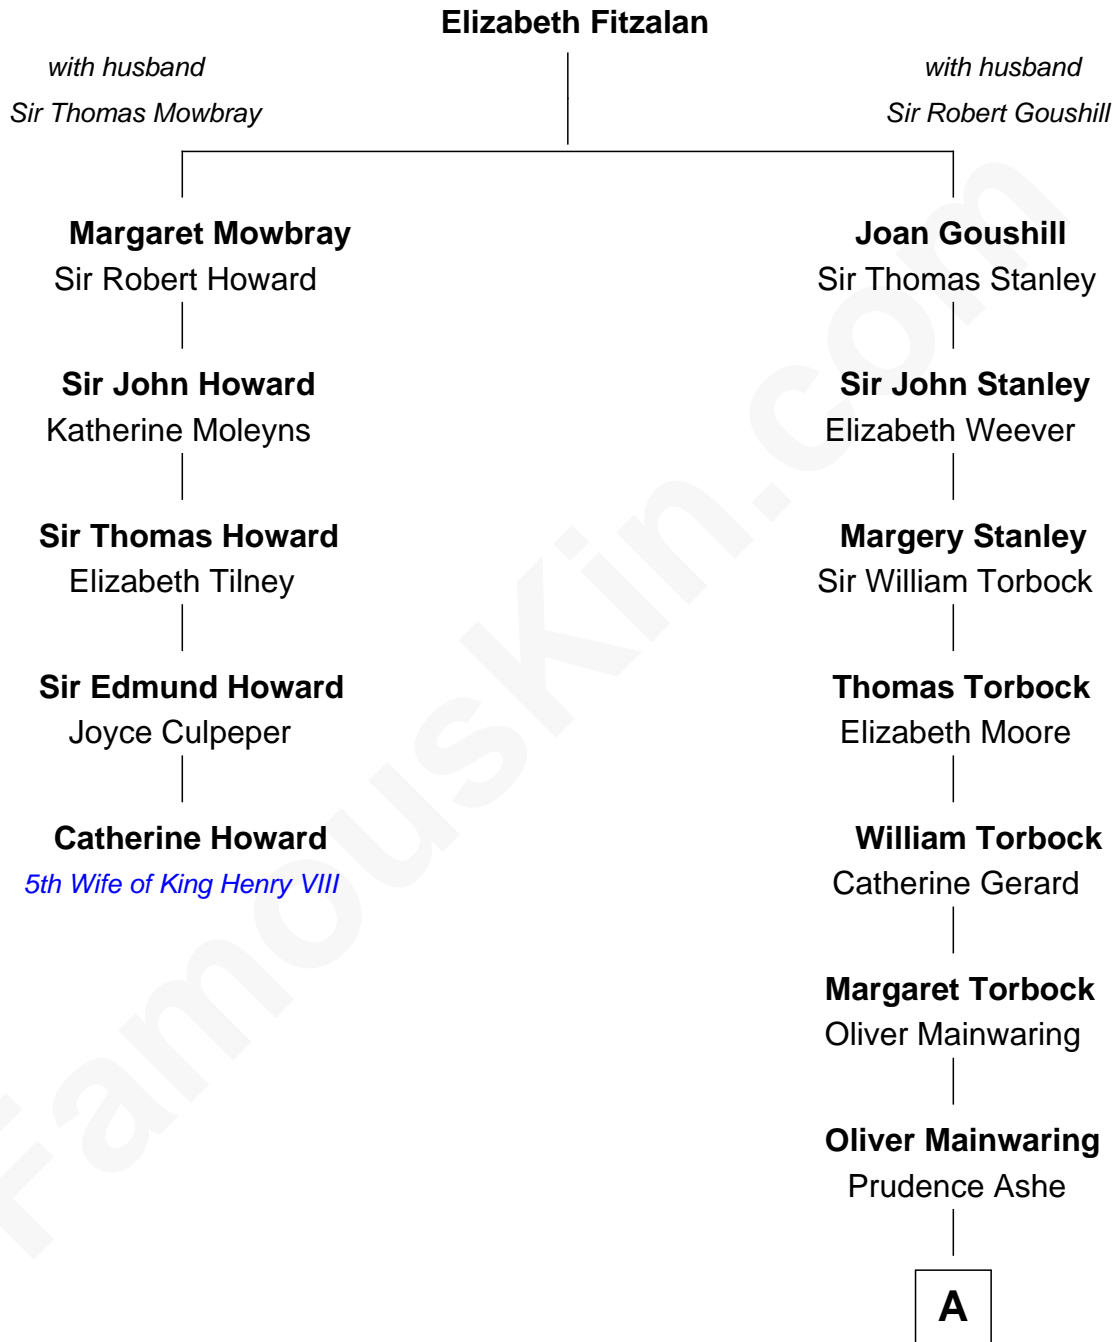 Elizabeth Fitzalan
with husband
Sir Thomas Mowbray
with husband
Sir Robert Goushill
Margaret Mowbray
Sir Robert Howard
Sir John Howard
Katherine Moleyns
Sir Thomas Howard
Elizabeth Tilney
Sir Edmund Howard
Joyce Culpeper
Catherine Howard
5th Wife of King Henry VIII
Joan Goushill
Sir Thomas Stanley
Sir John Stanley
Elizabeth Weever
Margery Stanley
Sir William Torbock
Thomas Torbock
Elizabeth Moore
William Torbock
Catherine Gerard
Margaret Torbock
Oliver Mainwaring
Oliver Mainwaring
Prudence Ashe
A
FamousKin.com